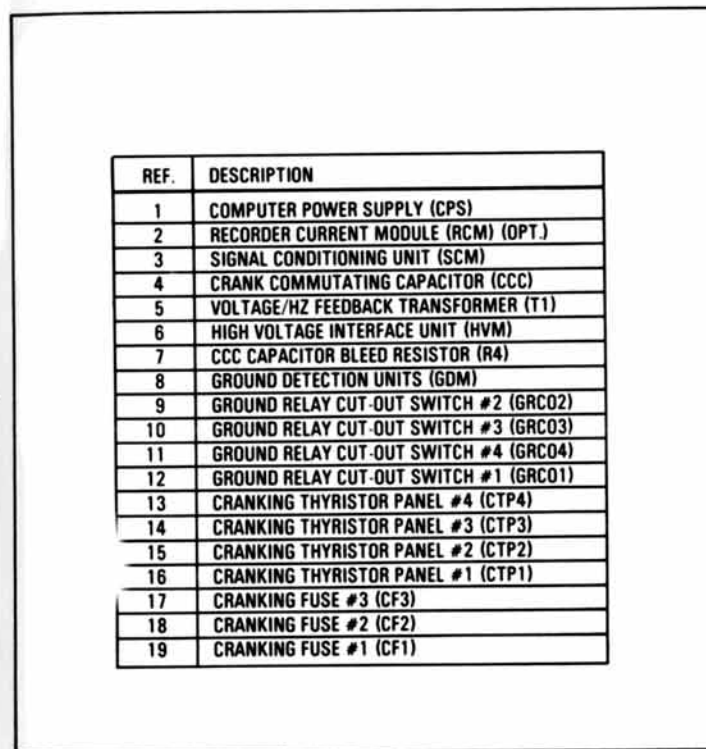 REF. DESCRIPTION
1 COMPUTER POWER SUPPLY (CPS)
2 RECORDER CURRENT MODULE (RCM) (OPT.)
3 SIGNAL CONDITIONING UNIT (SCM)
4 CRANK COMMUTATING CAPACITOR (CCC)
5 VOLTAGE/HZ FEEDBACK TRANSFORMER (T1)
6 HIGH VOLTAGE INTERFACE UNIT (HVM)
7 CCC CAPACITOR BLEED RESISTOR (R4)
8 GROUND DETECTION UNITS (GDM)
9 GROUND RELAY CUT-OUT SWITCH #2 (GRCO2)
10 GROUND RELAY CUT-OUT SWITCH #3 (GRCO3)
11 GROUND RELAY CUT-OUT SWITCH #4 (GRCO4)
12 GROUND RELAY CUT-OUT SWITCH #1 (GRCO1)
13 CRANKING THYRISTOR PANEL #4 (CTP4)
14 CRANKING THYRISTOR PANEL #3 (CTP3)
15 CRANKING THYRISTOR PANEL #2 (CTP2)
16 CRANKING THYRISTOR PANEL #1 (CTP1)
17 CRANKING FUSE #3 (CF3)
18 CRANKING FUSE #2 (CF2)
19 CRANKING FUSE #1 (CF1)